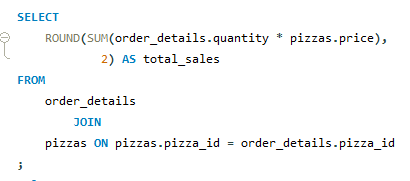 SELECT
ROUND(SUM(order_details.quantity * pizzas.price),
2) AS total_sales
FROM
order_details
JOIN
pizzas ON pizzas.pizza_id = order_details.pizza_id
;